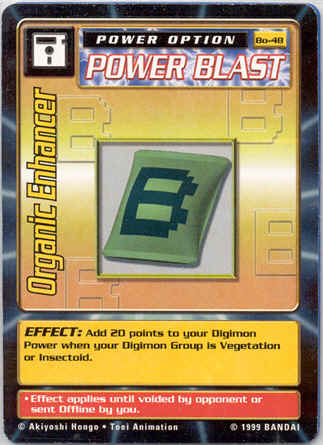 POWER OPTION
Bo-48
POWER BLAST
Organic Enhancer
B
EFFECT: Add 20 points to your Digimon
Power when your Digimon Group is Vegetation
or Insectoid.
• Effect applies until voided by opponent or
sent Offline by you.
© Akiyoshi Hongo • Toei Animation
© 1999 BANDAI